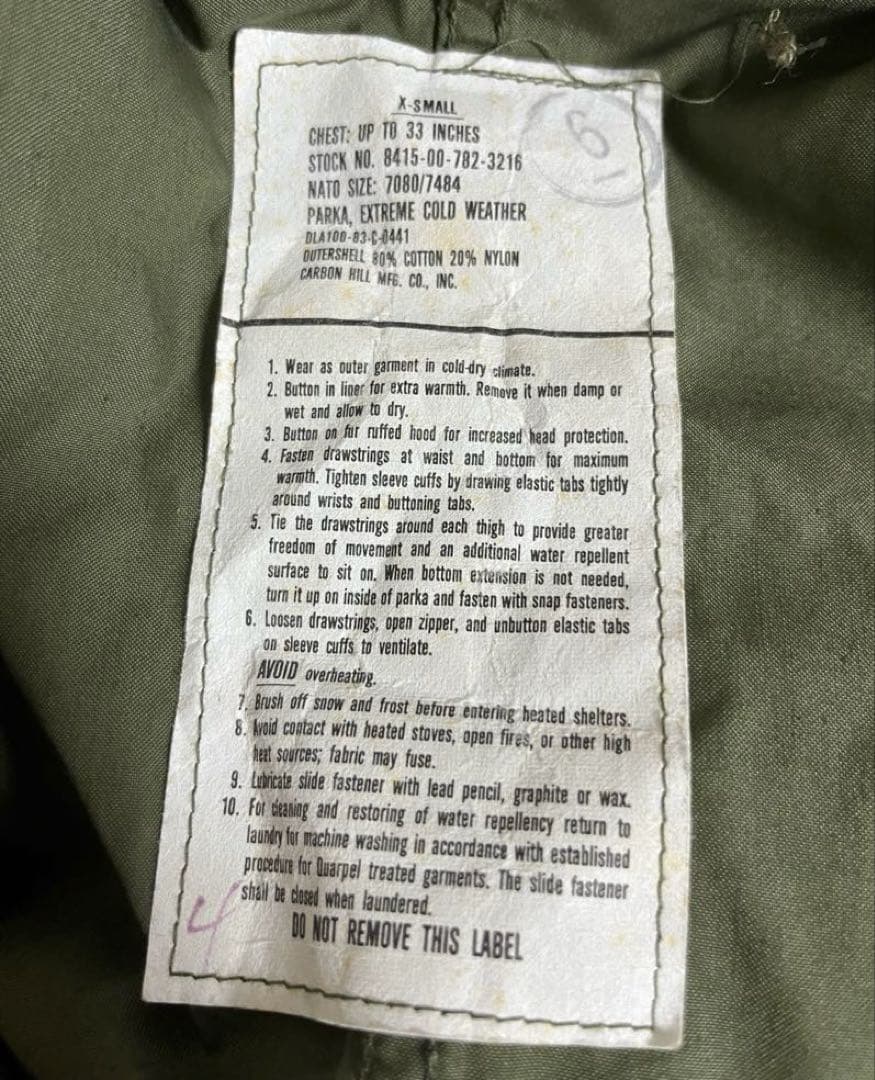 X-SMALL
CHEST: UP TO 33 INCHES
STOCK NO. 8415-00-782-3216
NATO SIZE: 7080/7484
PARKA, EXTREME COLD WEATHER
DLA100-83-C-0441
OUTERSHELL 80% COTTON 20% NYLON
CARBON HILL MFG. CO., INC.
1. Wear as outer garment in cold-dry climate.
2. Button in liner for extra warmth. Remove it when damp or
wet and allow to dry.
3. Button on fur ruffed hood for increased head protection.
4. Fasten drawstrings at waist and bottom for maximum
warmth. Tighten sleeve cuffs by drawing elastic tabs tightly
around wrists and buttoning tabs.
5. Tie the drawstrings around each thigh to provide greater
freedom of movement and an additional water repellent
surface to sit on. When bottom extension is not needed,
turn it up on inside of parka and fasten with snap fasteners.
6. Loosen drawstrings, open zipper, and unbutton elastic tabs
on sleeve cuffs to ventilate.
AVOID overheating.
7. Brush off snow and frost before entering heated shelters.
8. Avoid contact with heated stoves, open fires, or other high
heat sources; fabric may fuse.
9. Lubricate slide fastener with lead pencil, graphite or wax.
10. For cleaning and restoring of water repellency return to
laundry for machine washing in accordance with established
procedure for Quarpel treated garments. The slide fastener
shall be closed when laundered.
4
DO NOT REMOVE THIS LABEL